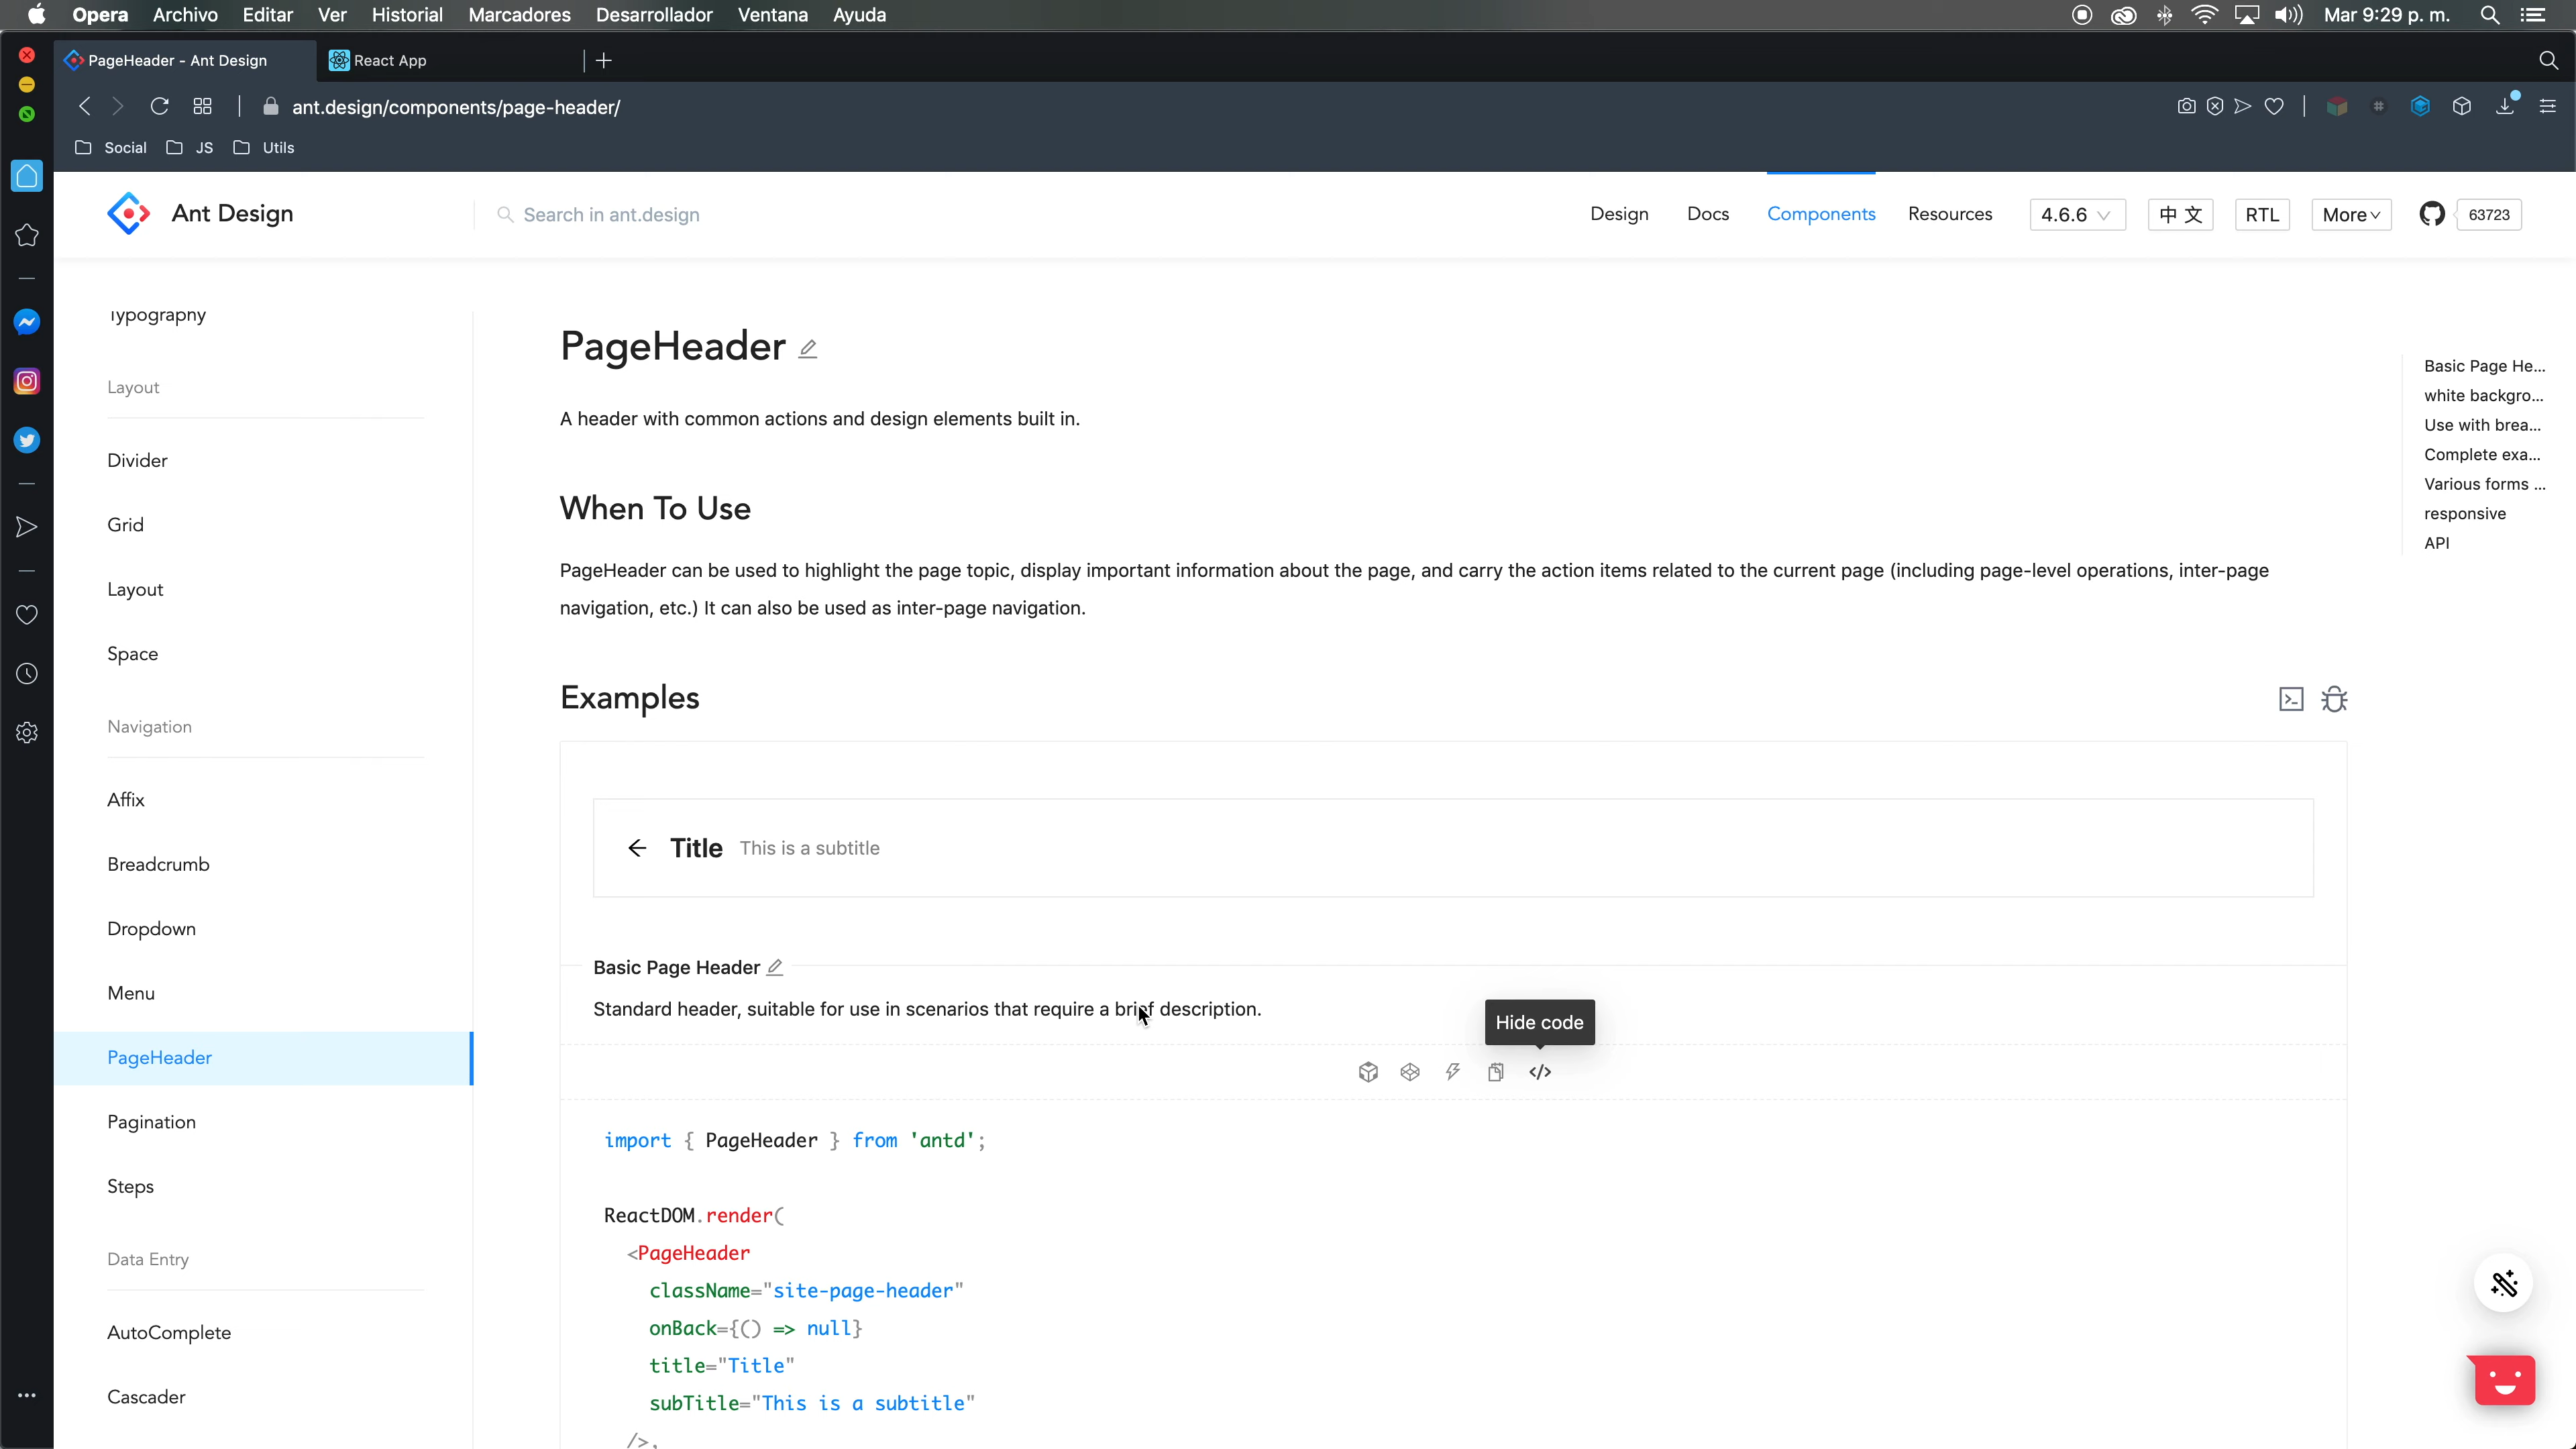 Opera Archivo Editar Ver Historial Marcadores Desarrollador Ventana Ayuda
Mar 9:29 p. m.
PageHeader - Ant Design
React App
ant.design/components/page-header/
Social JS Utils
Ant Design
Search in ant.design
Design Docs Components Resources 4.6.6 中 文 RTL More 63723
Typography
Layout
Divider
Grid
Layout
Space
Navigation
Affix
Breadcrumb
Dropdown
Menu
PageHeader
Pagination
Steps
Data Entry
AutoComplete
Cascader
PageHeader
A header with common actions and design elements built in.
When To Use
PageHeader can be used to highlight the page topic, display important information about the page, and carry the action items related to the current page (including page-level operations, inter-page
navigation, etc.) It can also be used as inter-page navigation.
Examples
Title This is a subtitle
Basic Page Header
Standard header, suitable for use in scenarios that require a brief description.
Hide code
import { PageHeader } from 'antd';
ReactDOM.render(
<PageHeader
className="site-page-header"
onBack={() => null}
title="Title"
subTitle="This is a subtitle"
/>,
Basic Page He...
white backgro...
Use with brea...
Complete exa...
Various forms ...
responsive
API